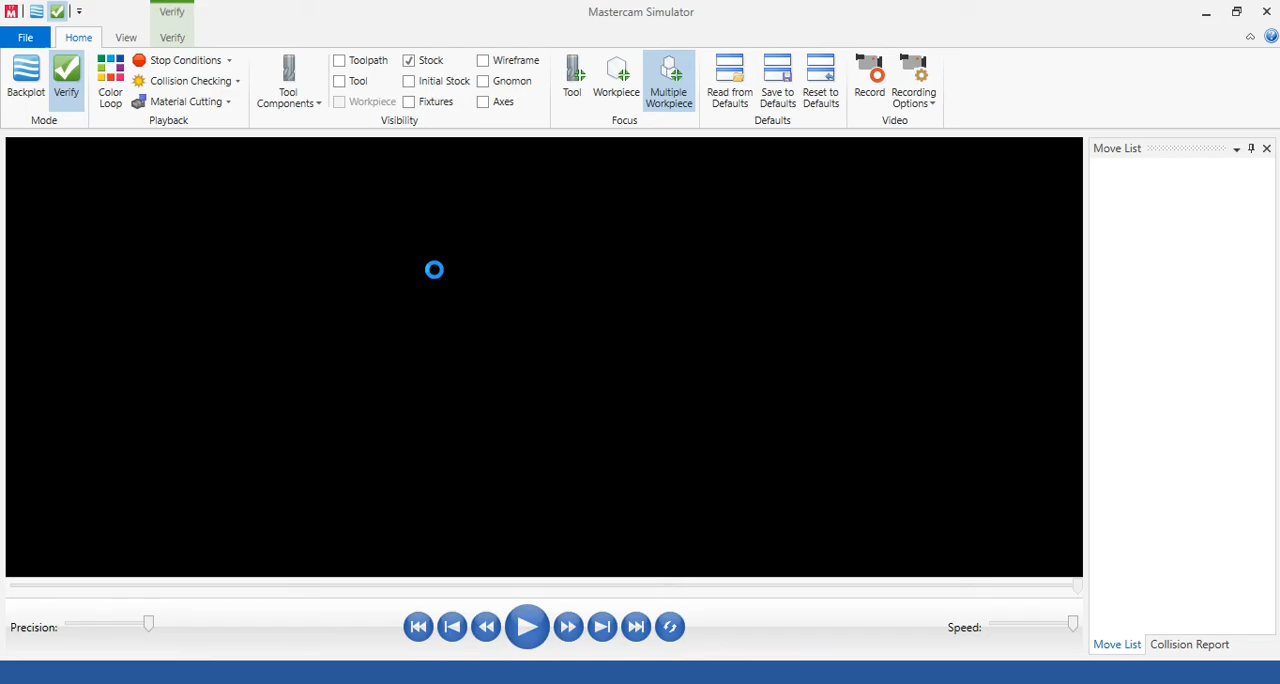 Verify
Mastercam Simulator
File
Home
View
Verify
Backplot
Verify
Mode
Color
Loop
Stop Conditions
Collision Checking
Material Cutting
Playback
Tool
Components
Toolpath
Tool
Workpiece
Stock
Initial Stock
Fixtures
Wireframe
Gnomon
Axes
Visibility
Tool
Workpiece
Multiple
Workpiece
Focus
Read from
Defaults
Save to
Defaults
Reset to
Defaults
Defaults
Record
Recording
Options
Video
Move List
Precision:
Speed:
Move List
Collision Report